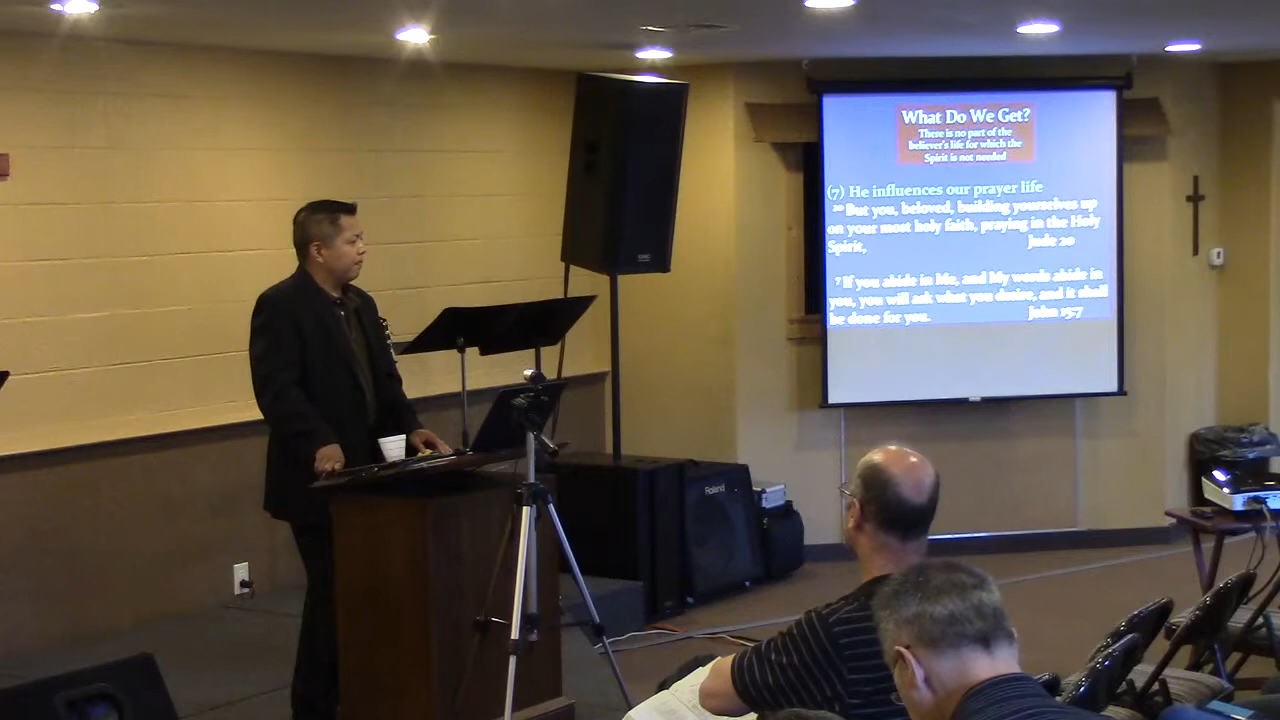 What Do We Get?
There is no part of the
believer's life for which the
Spirit is not needed
(7) He influences our prayer life
20 But you, beloved, building yourselves up
on your most holy faith, praying in the Holy
Spirit, Jude 20
7 If you abide in Me, and My words abide in
you, you will ask what you desire, and it shall
be done for you. John 15:7
Roland